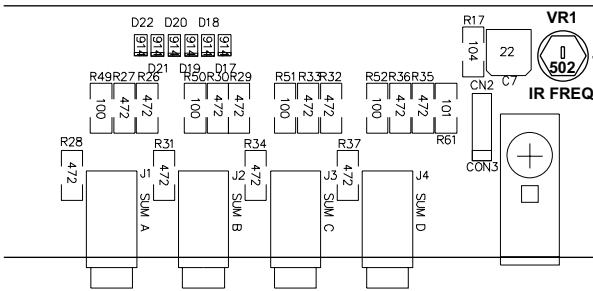 D22 D20 D18 R17 VR1
914 914 914 914 914 914
D21 D19 D17
104 22 502
C7
R49 R27 R26 R50 R30 R29 R51 R33 R32 R52 R36 R35 CN2 IR FREQ
100 472 472 100 472 472 100 472 472 100 472 472 101
R61
R28 R31 R34 R37
472 472 472 472
CON3
J1 J2 J3 J4
SUM A SUM B SUM C SUM D